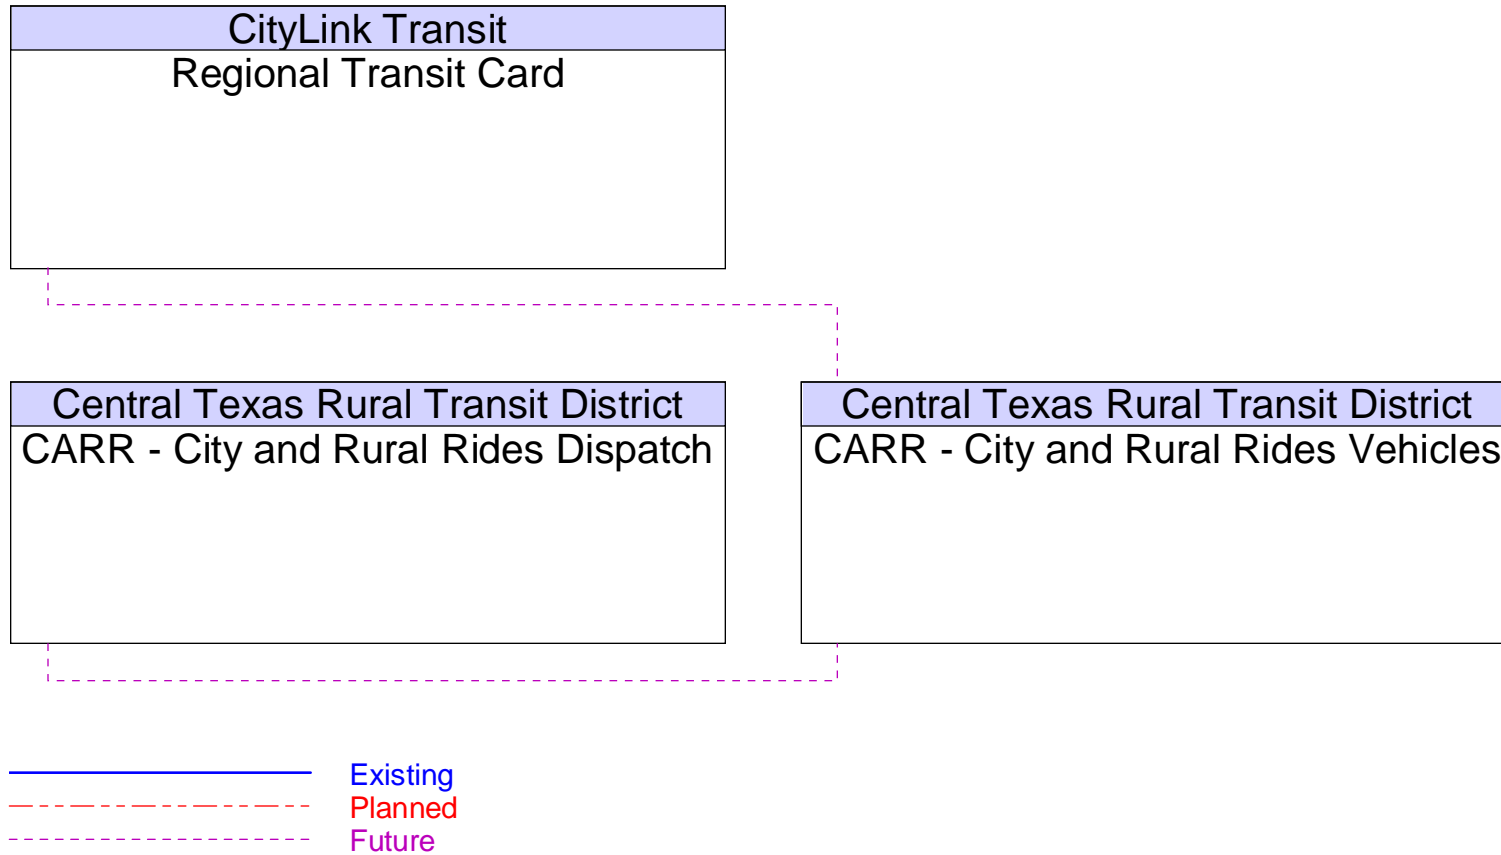 CityLink Transit
Regional Transit Card
Central Texas Rural Transit District
CARR - City and Rural Rides Dispatch
Central Texas Rural Transit District
CARR - City and Rural Rides Vehicles
Existing
Planned
Future